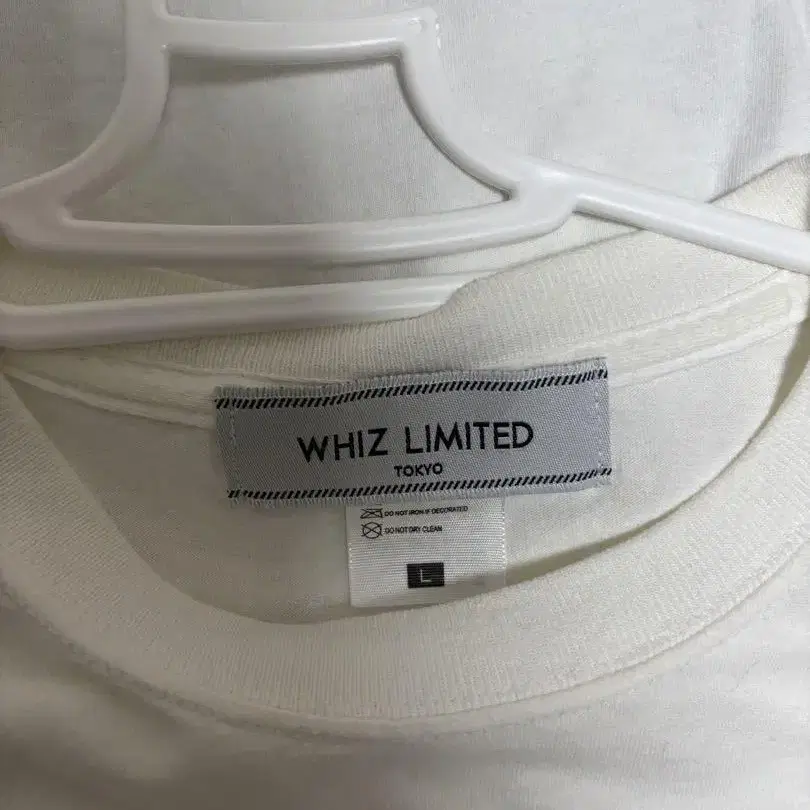 WHIZ LIMITED
TOKYO
DO NOT IRON IF DECORATED
DO NOT DRY CLEAN
L